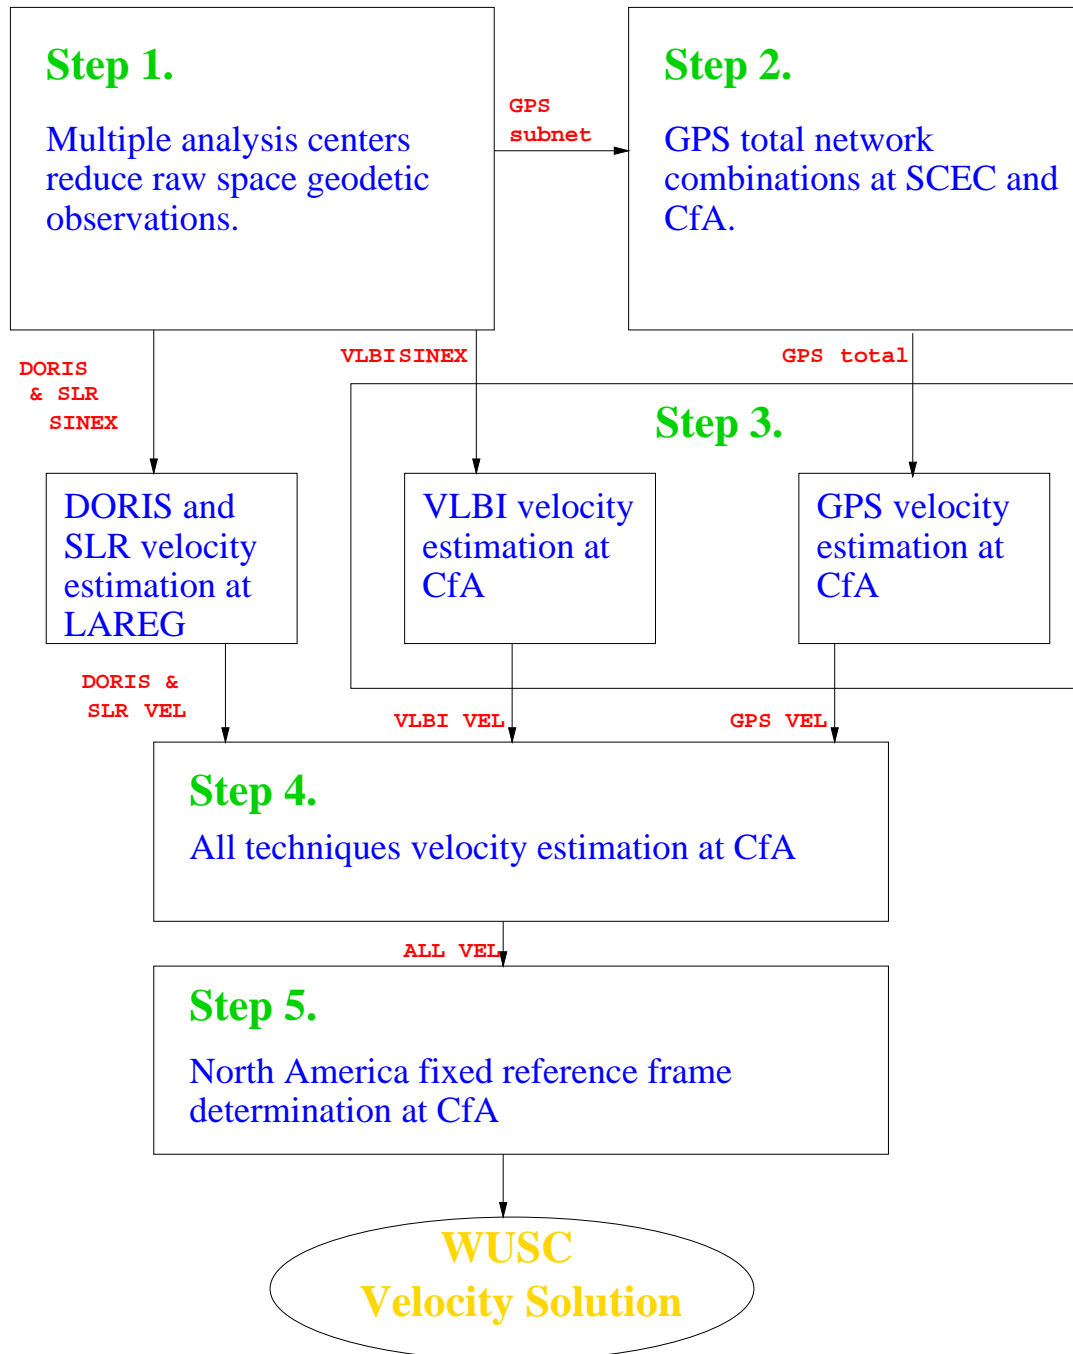 Step 1.
Multiple analysis centers
reduce raw space geodetic
observations.
GPS
subnet
Step 2.
GPS total network
combinations at SCEC and
CfA.
DORIS
& SLR
SINEX
VLBISINEX
GPS total
Step 3.
DORIS and
SLR velocity
estimation at
LAREG
VLBI velocity
estimation at
CfA
GPS velocity
estimation at
CfA
DORIS &
SLR VEL
VLBI VEL
GPS VEL
Step 4.
All techniques velocity estimation at CfA
ALL VEL
Step 5.
North America fixed reference frame
determination at CfA
WUSC
Velocity Solution